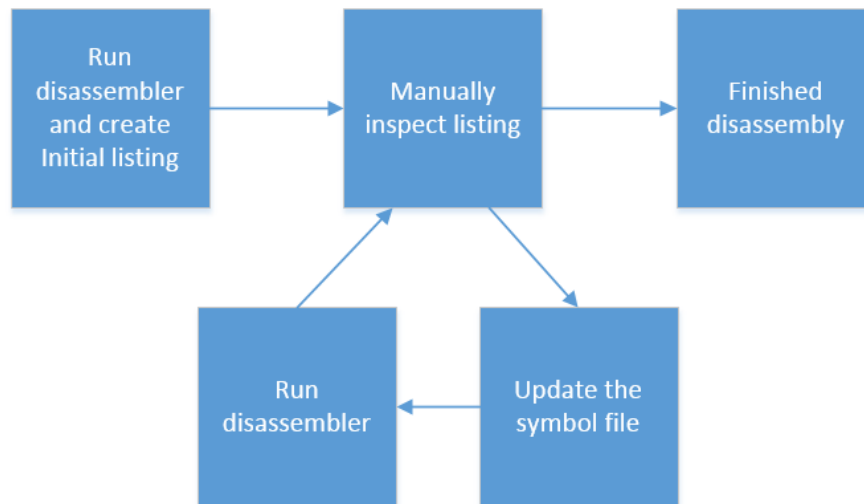 Run
disassembler
and create
Initial listing
Manually
inspect listing
Finished
disassembly
Run
disassembler
Update the
symbol file